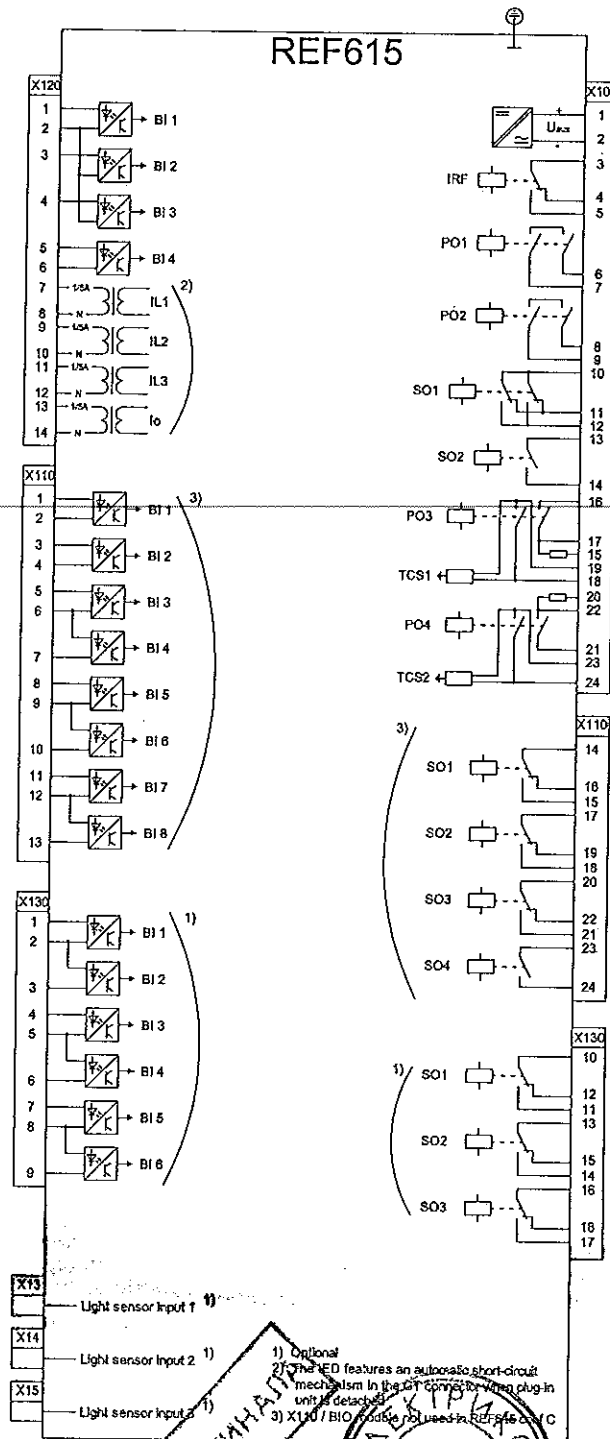 REF615
X120
1
2
BI 1
3
BI 2
4
BI 3
5
6
BI 4
7
1/5A
2)
8
N
IL1
9
1/5A
10
N
IL2
11
1/5A
12
N
IL3
13
1/5A
14
N
Io
X110
1
2
BI 1
3)
3
4
BI 2
5
6
BI 3
7
BI 4
8
9
BI 5
10
BI 6
11
12
BI 7
13
BI 8
X130
1
2
BI 1
1)
3
BI 2
4
5
BI 3
6
BI 4
7
8
BI 5
9
BI 6
X13
Light sensor input 1 1)
X14
Light sensor input 2 1)
X15
Light sensor input 3 1)
X10
1
2
IRF
3
4
5
PO1
6
7
PO2
8
9
SO1
10
11
12
SO2
13
14
PO3
16
17
15
19
18
TCS1
20
22
PO4
21
23
24
TCS2
X110
3)
14
SO1
16
15
17
SO2
19
18
20
SO3
22
21
23
SO4
24
X130
1)
10
SO1
12
11
13
SO2
15
14
16
SO3
18
17
1) Optional
2) The IED features an automatic short-circuit
mechanism in the CT connector when plug-in
unit is detached
3) X110 / BIO module not used in REF615